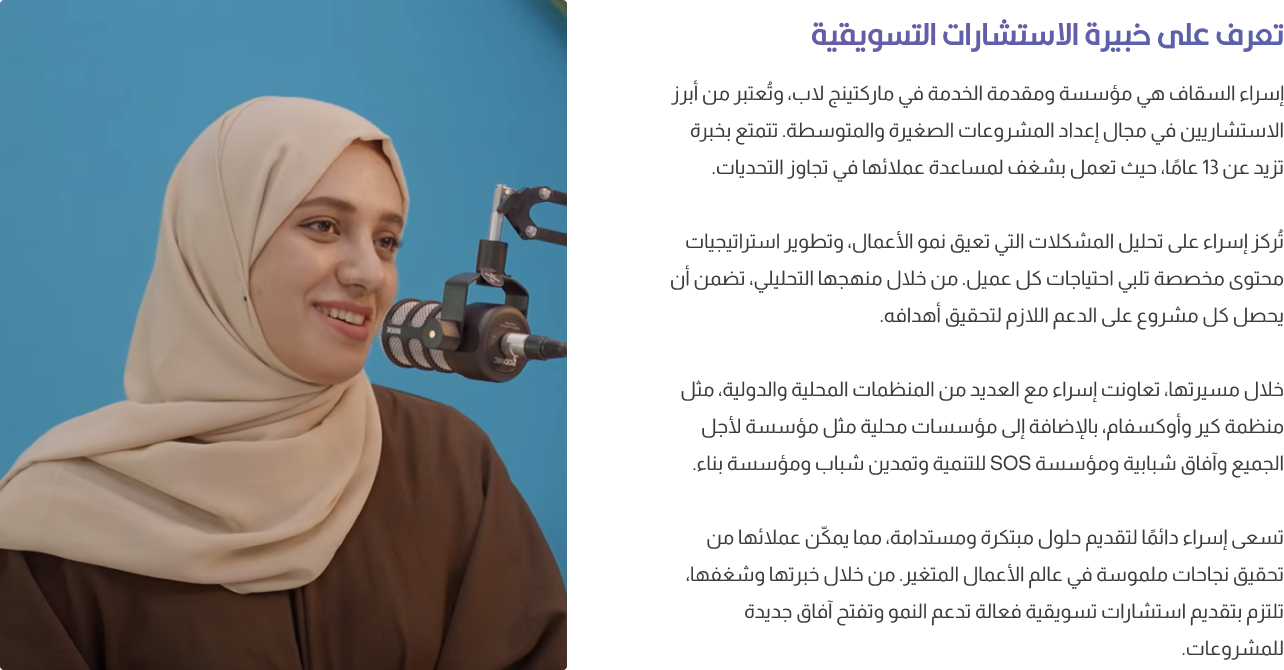 تعرف على خبيرة الاستشارات التسويقية
إسراء السقاف هي مؤسسة ومقدمة الخدمة في ماركتينج لاب، وتُعتبر من أبرز
الاستشاريين في مجال إعداد المشروعات الصغيرة والمتوسطة. تتمتع بخبرة
تزيد عن 13 عامًا، حيث تعمل بشغف لمساعدة عملائها في تجاوز التحديات.
تُركز إسراء على تحليل المشكلات التي تعيق نمو الأعمال، وتطوير استراتيجيات
محتوى مخصصة تلبي احتياجات كل عميل. من خلال منهجها التحليلي، تضمن أن
يحصل كل مشروع على الدعم اللازم لتحقيق أهدافه.
خلال مسيرتها، تعاونت إسراء مع العديد من المنظمات المحلية والدولية، مثل
منظمة كير وأوكسفام، بالإضافة إلى مؤسسات محلية مثل مؤسسة لأجل
الجميع وآفاق شبابية ومؤسسة SOS للتنمية وتمدين شباب ومؤسسة بناء.
تسعى إسراء دائمًا لتقديم حلول مبتكرة ومستدامة، مما يمكّن عملائها من
تحقيق نجاحات ملموسة في عالم الأعمال المتغير. من خلال خبرتها وشغفها،
تلتزم بتقديم استشارات تسويقية فعالة تدعم النمو وتفتح آفاق جديدة
للمشروعات.
RODE